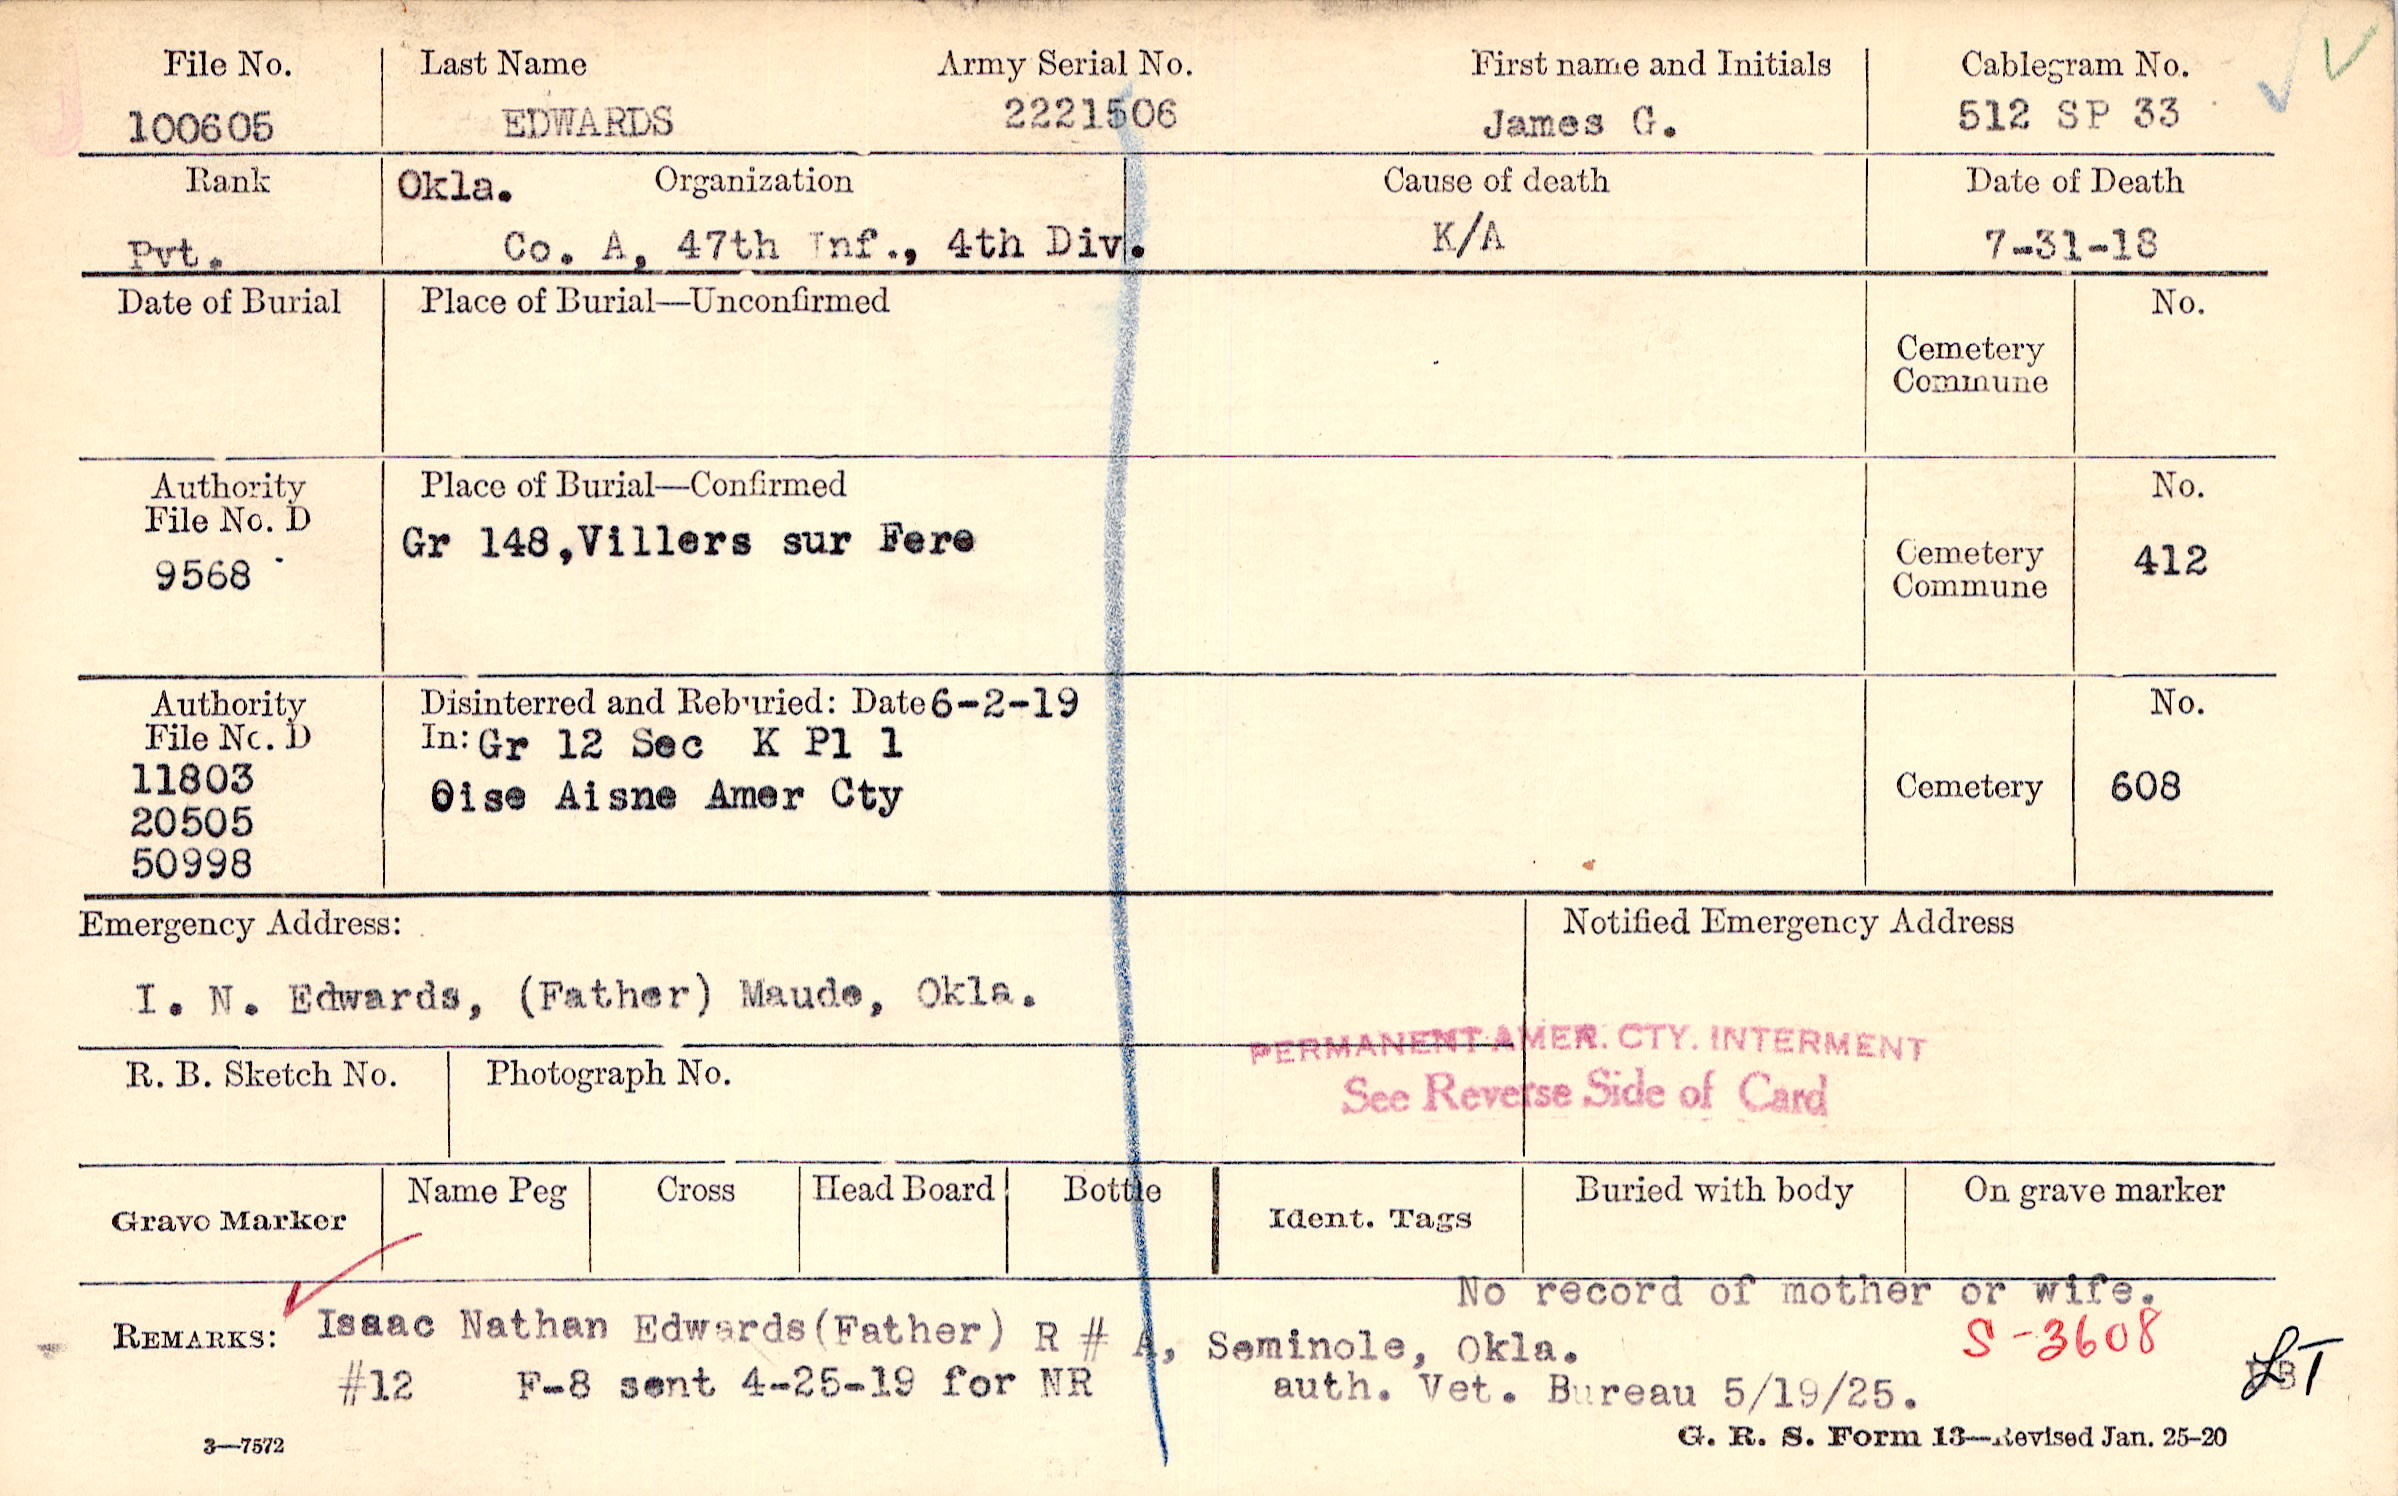 File No. Last Name Army Serial No. First name and Initials Cablegram No.
100605 EDWARDS 2221506 James G. 512 SP 33
Rank Okla. Organization Cause of death Date of Death
Pvt. Co. A, 47th Inf., 4th Div. K/A 7-31-18
Date of Burial Place of Burial—Unconfirmed No.
Cemetery
Commune
Authority Place of Burial—Confirmed No.
File No. D
9568 Gr 148,Villers sur Fere
Cemetery
Commune 412
Authority Disinterred and Reburied: Date 6-2-19 No.
File No. D In: Gr 12 Sec K Pl 1
11803 Oise Aisne Amer Cty Cemetery 608
20505
50998
Emergency Address: Notified Emergency Address
I. N. Edwards, (Father) Maude, Okla.
PERMANENT AMER. CTY. INTERMENT
See Reverse Side of Card
R. B. Sketch No. Photograph No.
Grave Marker Name Peg Cross Head Board Bottle Ident. Tags Buried with body On grave marker
No record of mother or wife.
REMARKS: Isaac Nathan Edwards(Father) R # A, Seminole, Okla. S-3608
#12 F-8 sent 4-25-19 for NR auth. Vet. Bureau 5/19/25.
3—7572 G. R. S. Form 13—Revised Jan. 25-20